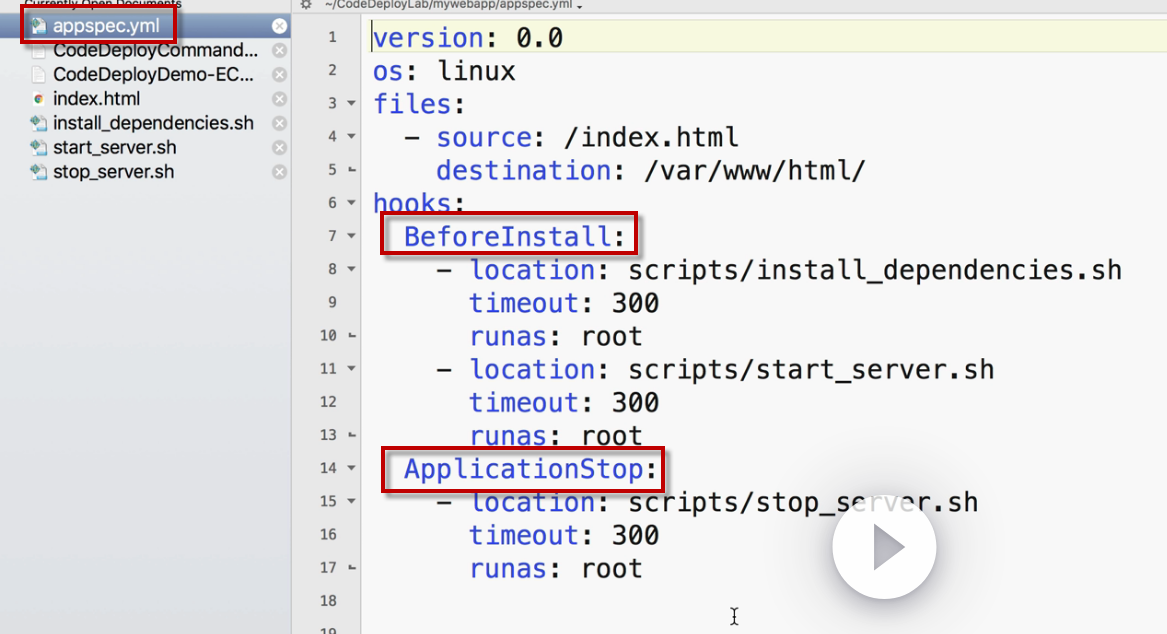 Currently Open Documents
~/CodeDeployLab/mywebapp/appspec.yml
appspec.yml
CodeDeployCommand...
CodeDeployDemo-EC...
index.html
install_dependencies.sh
start_server.sh
stop_server.sh
1 version: 0.0
2 os: linux
3 files:
4 - source: /index.html
5 destination: /var/www/html/
6 hooks:
7 BeforeInstall:
8 - location: scripts/install_dependencies.sh
9 timeout: 300
10 runas: root
11 - location: scripts/start_server.sh
12 timeout: 300
13 runas: root
14 ApplicationStop:
15 - location: scripts/stop_server.sh
16 timeout: 300
17 runas: root
18
19